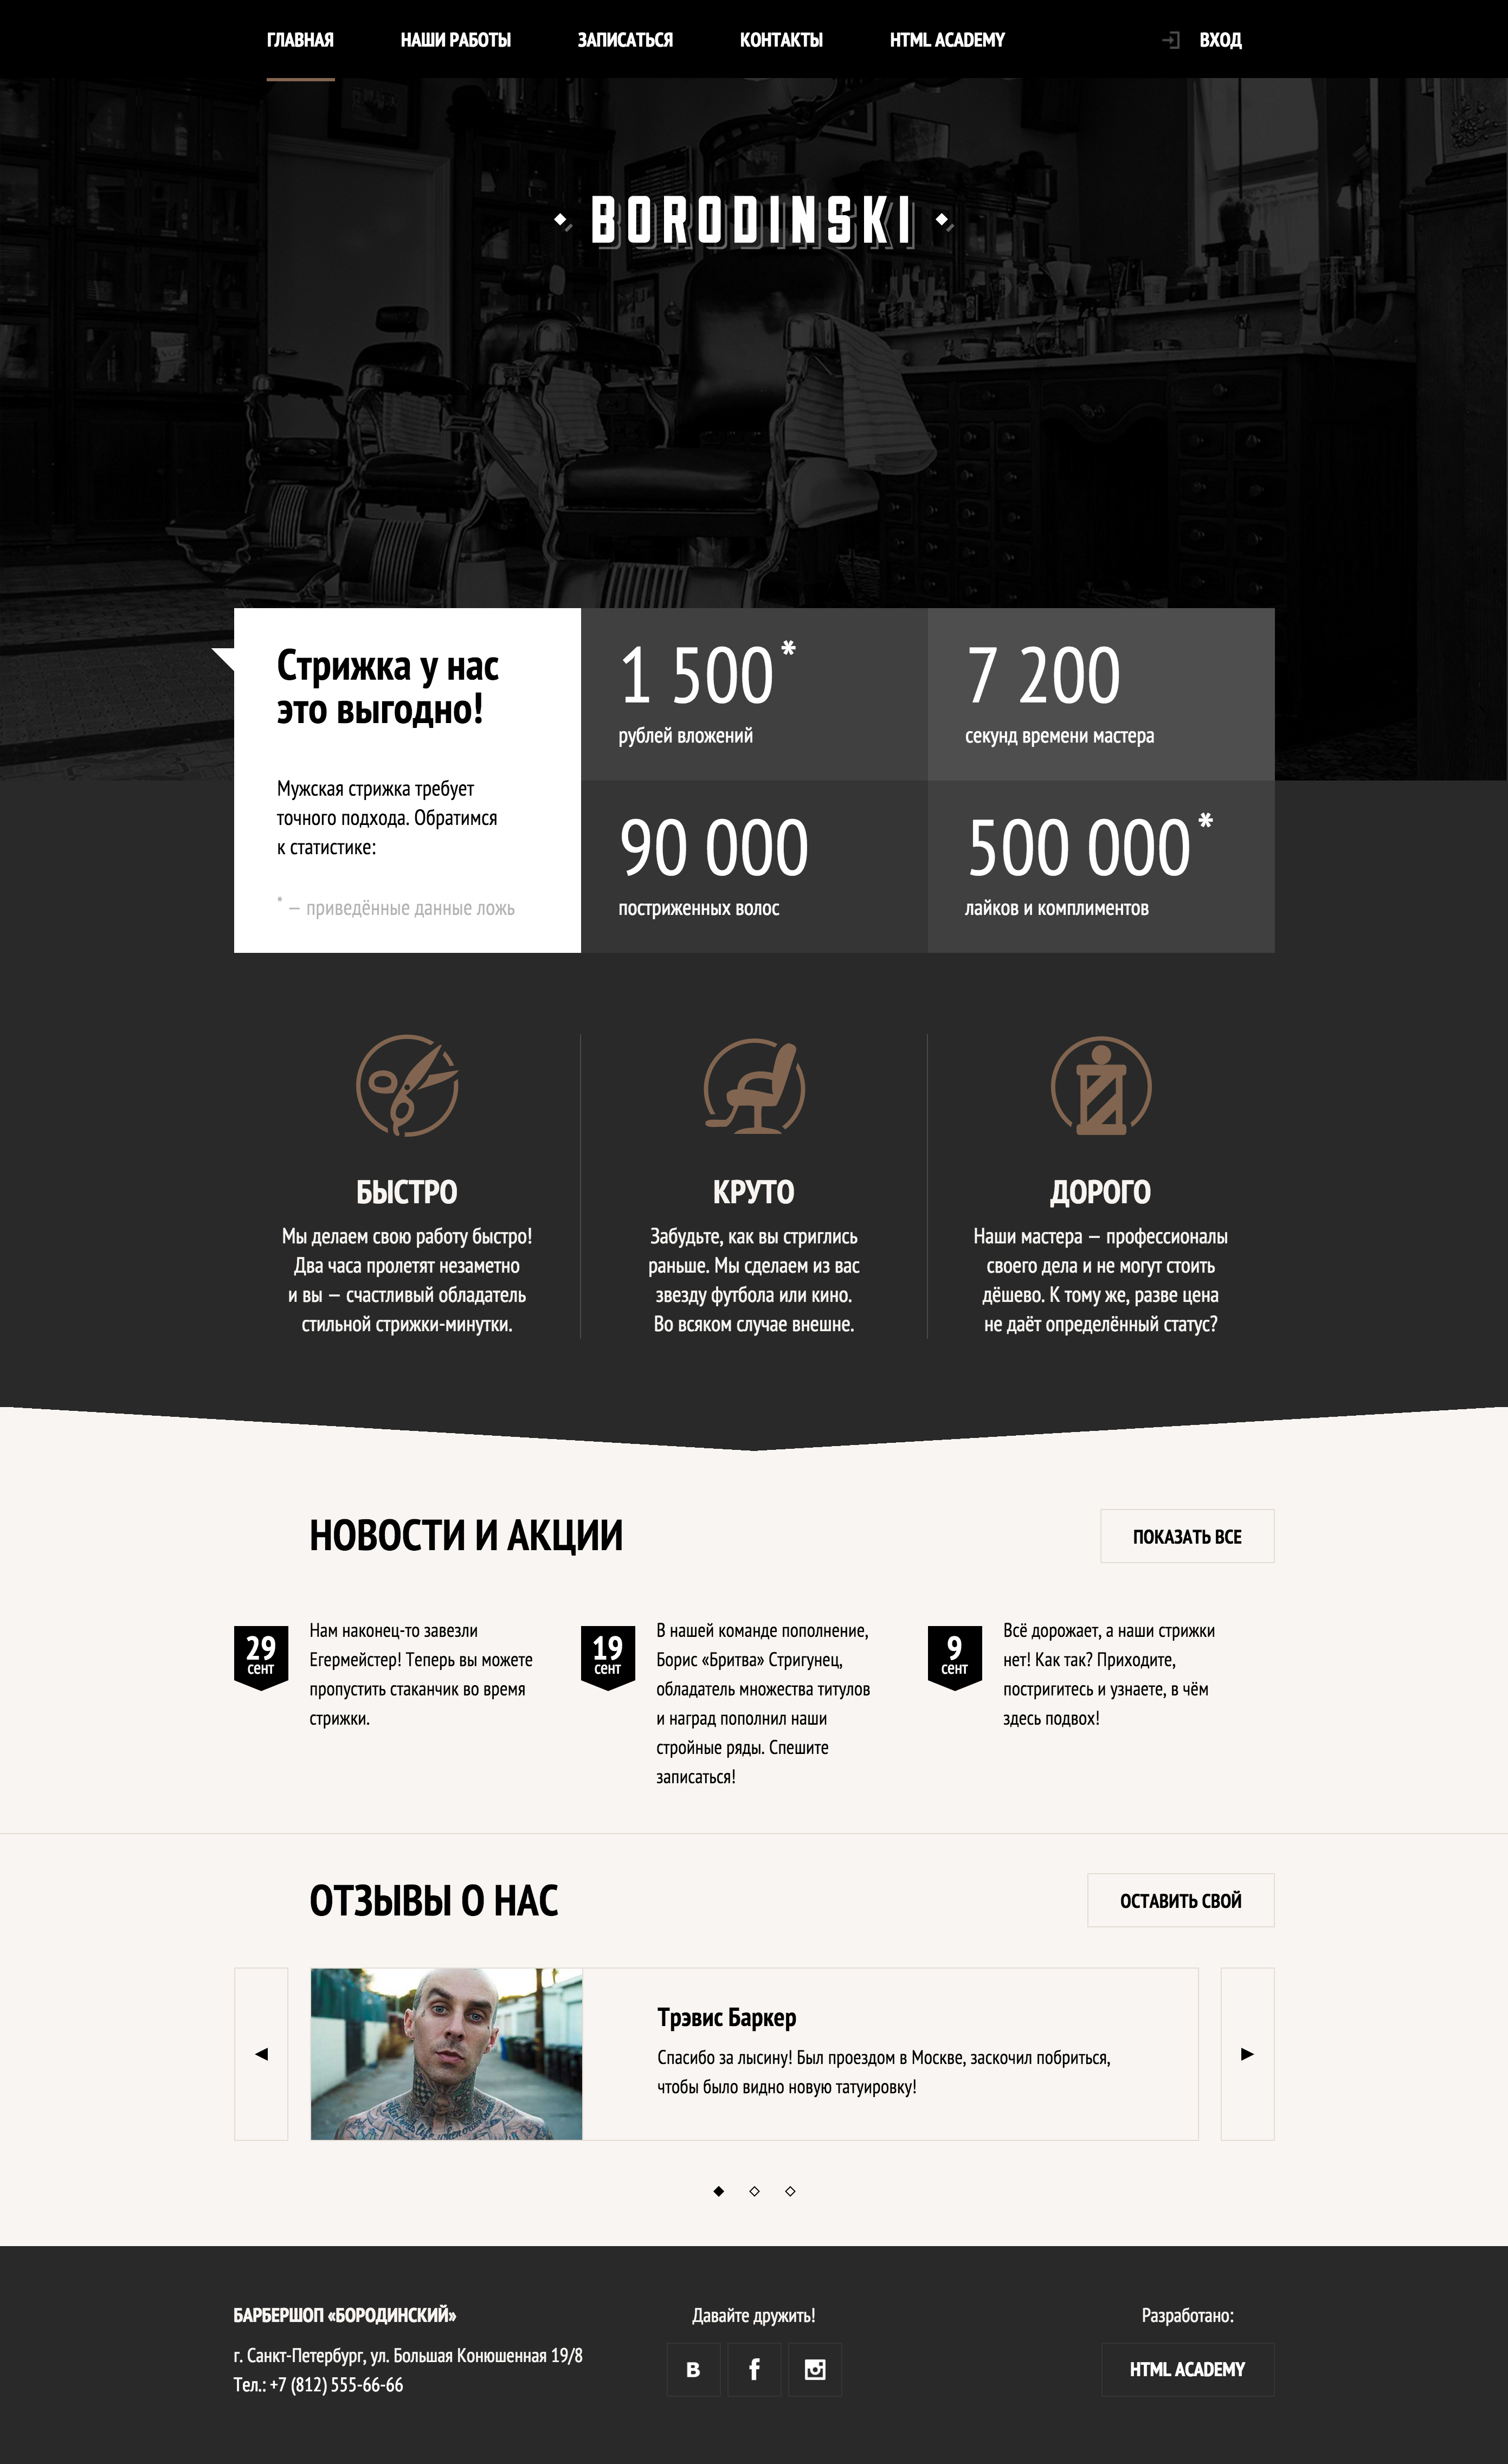 ГЛАВНАЯ
НАШИ РАБОТЫ
ЗАПИСАТЬСЯ
КОНТАКТЫ
HTML ACADEMY
ВХОД
BORODINSKI
Стрижка у нас
это выгодно!
Мужская стрижка требует
точного подхода. Обратимся
к статистике:
* — приведённые данные ложь
1 500*
рублей вложений
7 200
секунд времени мастера
90 000
постриженных волос
500 000*
лайков и комплиментов
БЫСТРО
Мы делаем свою работу быстро!
Два часа пролетят незаметно
и вы — счастливый обладатель
стильной стрижки-минутки.
КРУТО
Забудьте, как вы стриглись
раньше. Мы сделаем из вас
звезду футбола или кино.
Во всяком случае внешне.
ДОРОГО
Наши мастера — профессионалы
своего дела и не могут стоить
дёшево. К тому же, разве цена
не даёт определённый статус?
НОВОСТИ И АКЦИИ
ПОКАЗАТЬ ВСЕ
29
сент
Нам наконец-то завезли
Егермейстер! Теперь вы можете
пропустить стаканчик во время
стрижки.
19
сент
В нашей команде пополнение,
Борис «Бритва» Стригунец,
обладатель множества титулов
и наград пополнил наши
стройные ряды. Спешите
записаться!
9
сент
Всё дорожает, а наши стрижки
нет! Как так? Приходите,
постригитесь и узнаете, в чём
здесь подвох!
ОТЗЫВЫ О НАС
ОСТАВИТЬ СВОЙ
Трэвис Баркер
Спасибо за лысину! Был проездом в Москве, заскочил побриться,
чтобы было видно новую татуировку!
БАРБЕРШОП «БОРОДИНСКИЙ»
г. Санкт-Петербург, ул. Большая Конюшенная 19/8
Тел.: +7 (812) 555-66-66
Давайте дружить!
B
f
Разработано:
HTML ACADEMY